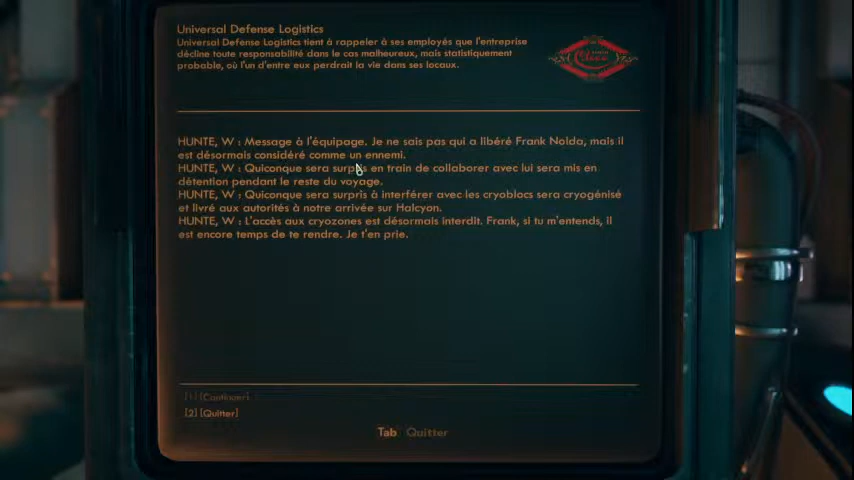 Universal Defense Logistics
Universal Defense Logistics tient à rappeler à ses employés que l'entreprise
décline toute responsabilité dans le cas malheureux, mais statistiquement
probable, où l'un d'entre eux perdrait la vie dans ses locaux.
HUNTE, W : Message à l'équipage. Je ne sais pas qui a libéré Frank Nolda, mais il
est désormais considéré comme un ennemi.
HUNTE, W : Quiconque sera surpris en train de collaborer avec lui sera mis en
détention pendant le reste du voyage.
HUNTE, W : Quiconque sera surpris à interférer avec les cryoblocs sera cryogénisé
et livré aux autorités à notre arrivée sur Halcyon.
HUNTE, W : L'accès aux cryozones est désormais interdit. Frank, si tu m'entends, il
est encore temps de te rendre. Je t'en prie.
[1] [Continuer]
[2] [Quitter]
Tab Quitter